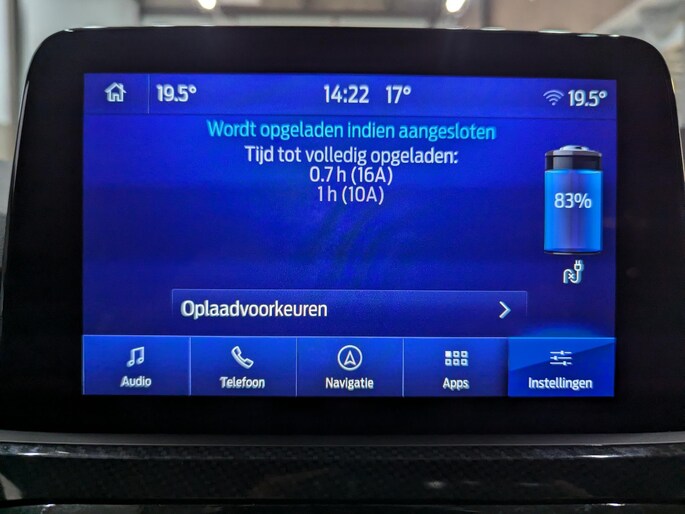 19.5° 14:22 17° 19.5°
Wordt opgeladen indien aangesloten
Tijd tot volledig opgeladen:
0.7 h (16A)
1 h (10A)
83%
Oplaadvoorkeuren
Audio Telefoon Navigatie Apps Instellingen